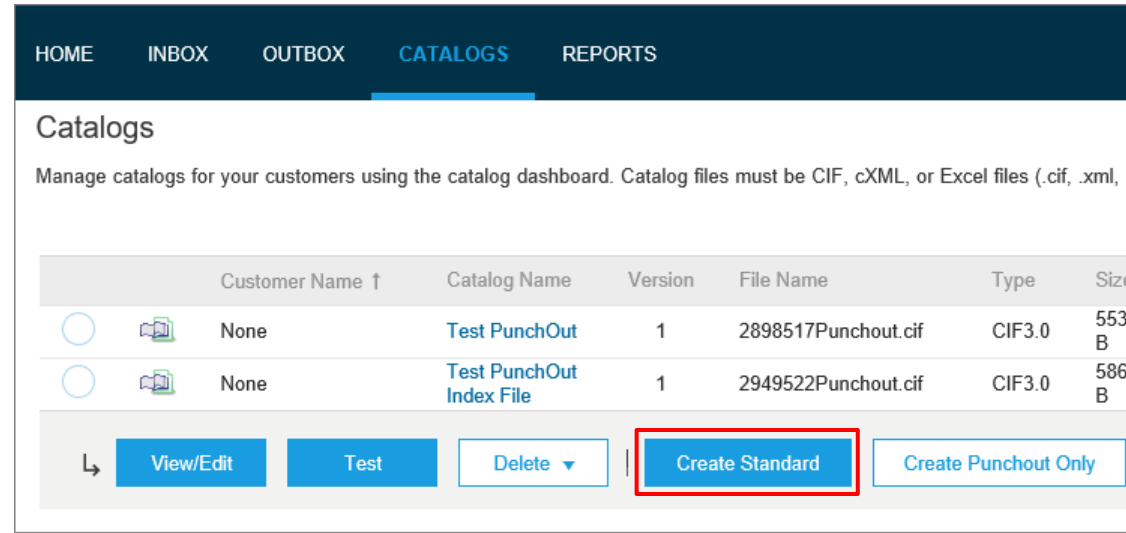 HOME INBOX OUTBOX CATALOGS REPORTS
Catalogs
Manage catalogs for your customers using the catalog dashboard. Catalog files must be CIF, cXML, or Excel files (.cif, .xml,
Customer Name ↑ Catalog Name Version File Name Type Size
None Test PunchOut 1 2898517Punchout.cif CIF3.0 553 B
None Test PunchOut Index File 1 2949522Punchout.cif CIF3.0 586 B
View/Edit Test Delete ▼ | Create Standard Create Punchout Only